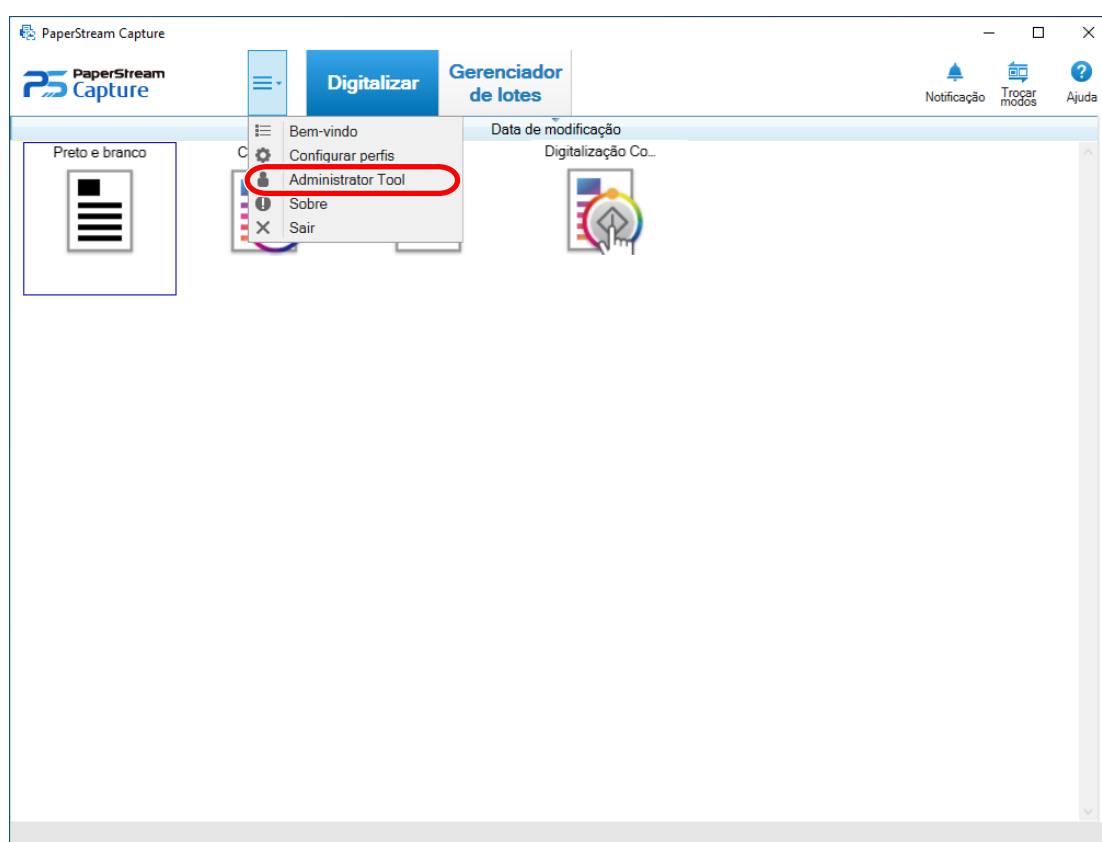 PaperStream Capture
PaperStream
Capture
Digitalizar
Gerenciador
de lotes
Notificação
Troçar
modos
Ajuda
Data de modificação
Bem-vindo
Configurar perfis
Administrator Tool
Sobre
Sair
Preto e branco
C
Digitalização Co...